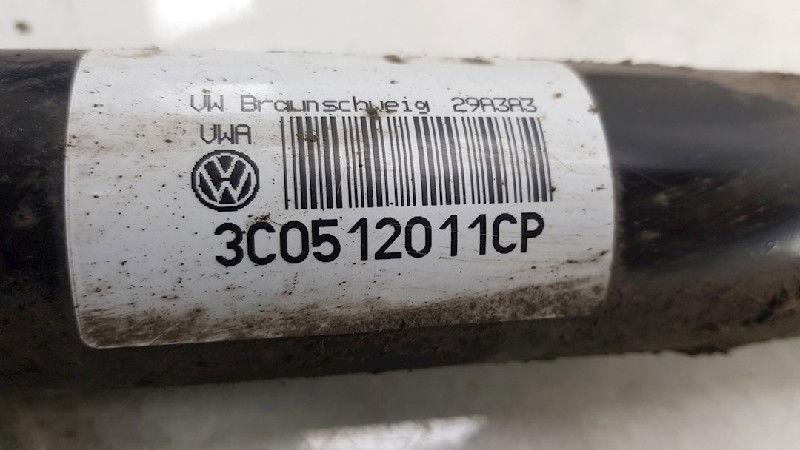 VW Braunschweig 29A3A3
VWA
3C0512011CP